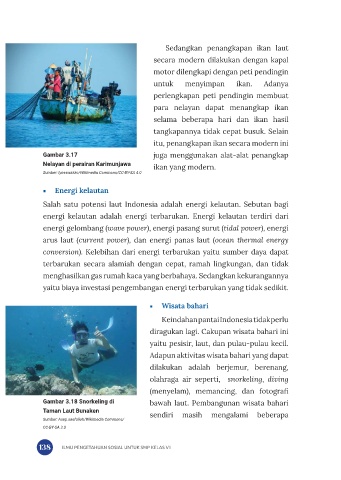 Sedangkan penangkapan ikan laut
secara modern dilakukan dengan kapal
motor dilengkapi dengan peti pendingin
untuk menyimpan ikan. Adanya
perlengkapan peti pendingin membuat
para nelayan dapat menangkap ikan
selama beberapa hari dan ikan hasil
tangkapannya tidak cepat busuk. Selain
itu, penangkapan ikan secara modern ini
juga menggunakan alat-alat penangkap
ikan yang modern.
Gambar 3.17
Nelayan di perairan Karimunjawa
Sumber: /Wikimedia Commons/CC-BY-SA 4.0
• Energi kelautan
Salah satu potensi laut Indonesia adalah energi kelautan. Sebutan bagi
energi kelautan adalah energi terbarukan. Energi kelautan terdiri dari
energi gelombang (wave power), energi pasang surut (tidal power), energi
arus laut (current power), dan energi panas laut (ocean thermal energy
conversion). Kelebihan dari energi terbarukan yaitu sumber daya dapat
terbarukan secara alamiah dengan cepat, ramah lingkungan, dan tidak
menghasilkan gas rumah kaca yang berbahaya. Sedangkan kekurangannya
yaitu biaya investasi pengembangan energi terbarukan yang tidak sedikit.
• Wisata bahari
Keindahan pantai Indonesia tidak perlu
diragukan lagi. Cakupan wisata bahari ini
yaitu pesisir, laut, dan pulau-pulau kecil.
Adapun aktivitas wisata bahari yang dapat
dilakukan adalah berjemur, berenang,
olahraga air seperti, snorkeling, diving
(menyelam), memancing, dan fotografi
bawah laut. Pembangunan wisata bahari
sendiri masih mengalami beberapa
Gambar 3.18 Snorkeling di
Taman Laut Bunaken
Sumber: /Wikimedia Commons/
CC-BY-SA 3.0
138 ILMU PENGETAHUAN SOSIAL UNTUK SMP KELAS VII